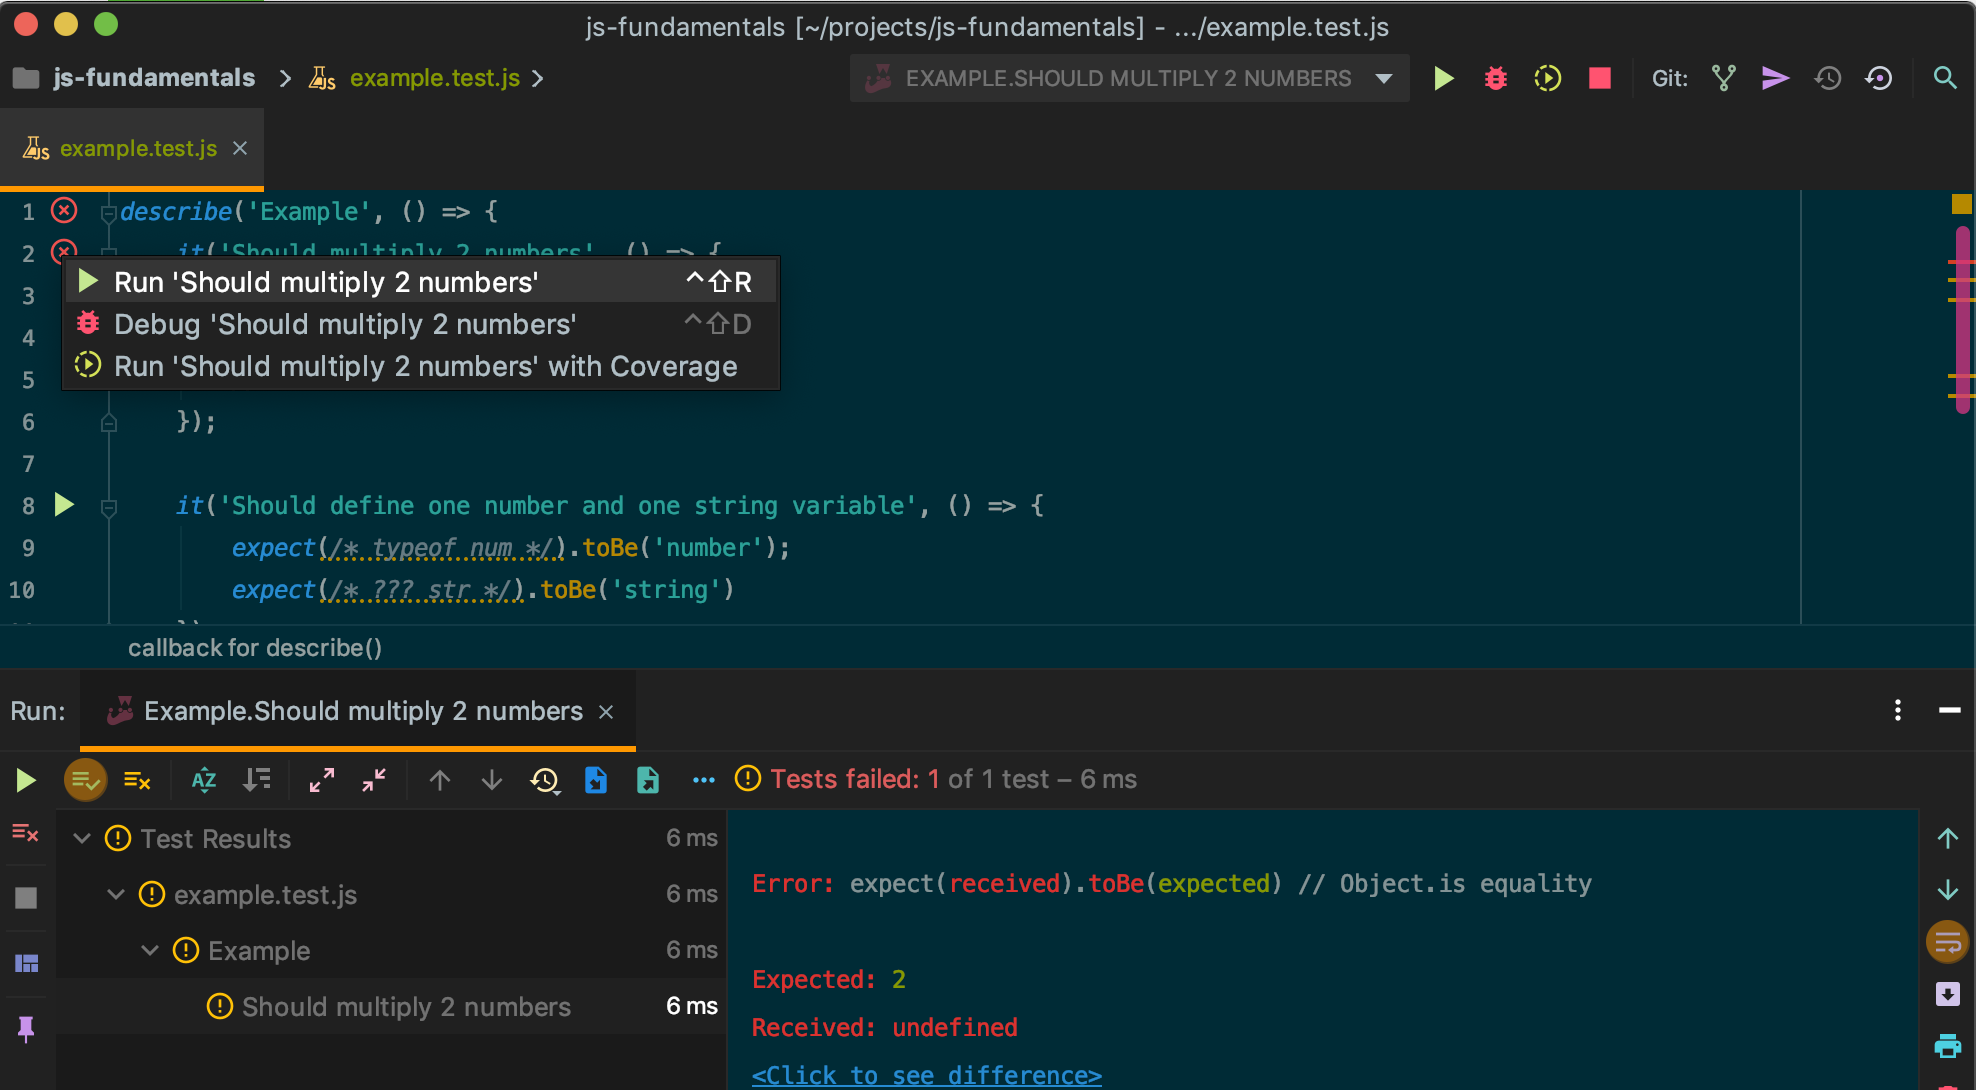 js-fundamentals [~/projects/js-fundamentals] - .../example.test.js
js-fundamentals example.test.js EXAMPLE.SHOULD MULTIPLY 2 NUMBERS Git:
example.test.js
1 describe('Example', () => {
2 it('Should multiply 2 numbers', () => {
Run 'Should multiply 2 numbers' ^⇧R
3
Debug 'Should multiply 2 numbers' ^⇧D
4
Run 'Should multiply 2 numbers' with Coverage
5
6 });
7
8 it('Should define one number and one string variable', () => {
9 expect(/* typeof num */).toBe('number');
10 expect(/* ??? str */).toBe('string')
callback for describe()
Run: Example.Should multiply 2 numbers
Tests failed: 1 of 1 test – 6 ms
Test Results 6 ms
example.test.js 6 ms
Example 6 ms
Should multiply 2 numbers 6 ms
Error: expect(received).toBe(expected) // Object.is equality
Expected: 2
Received: undefined
<Click to see difference>